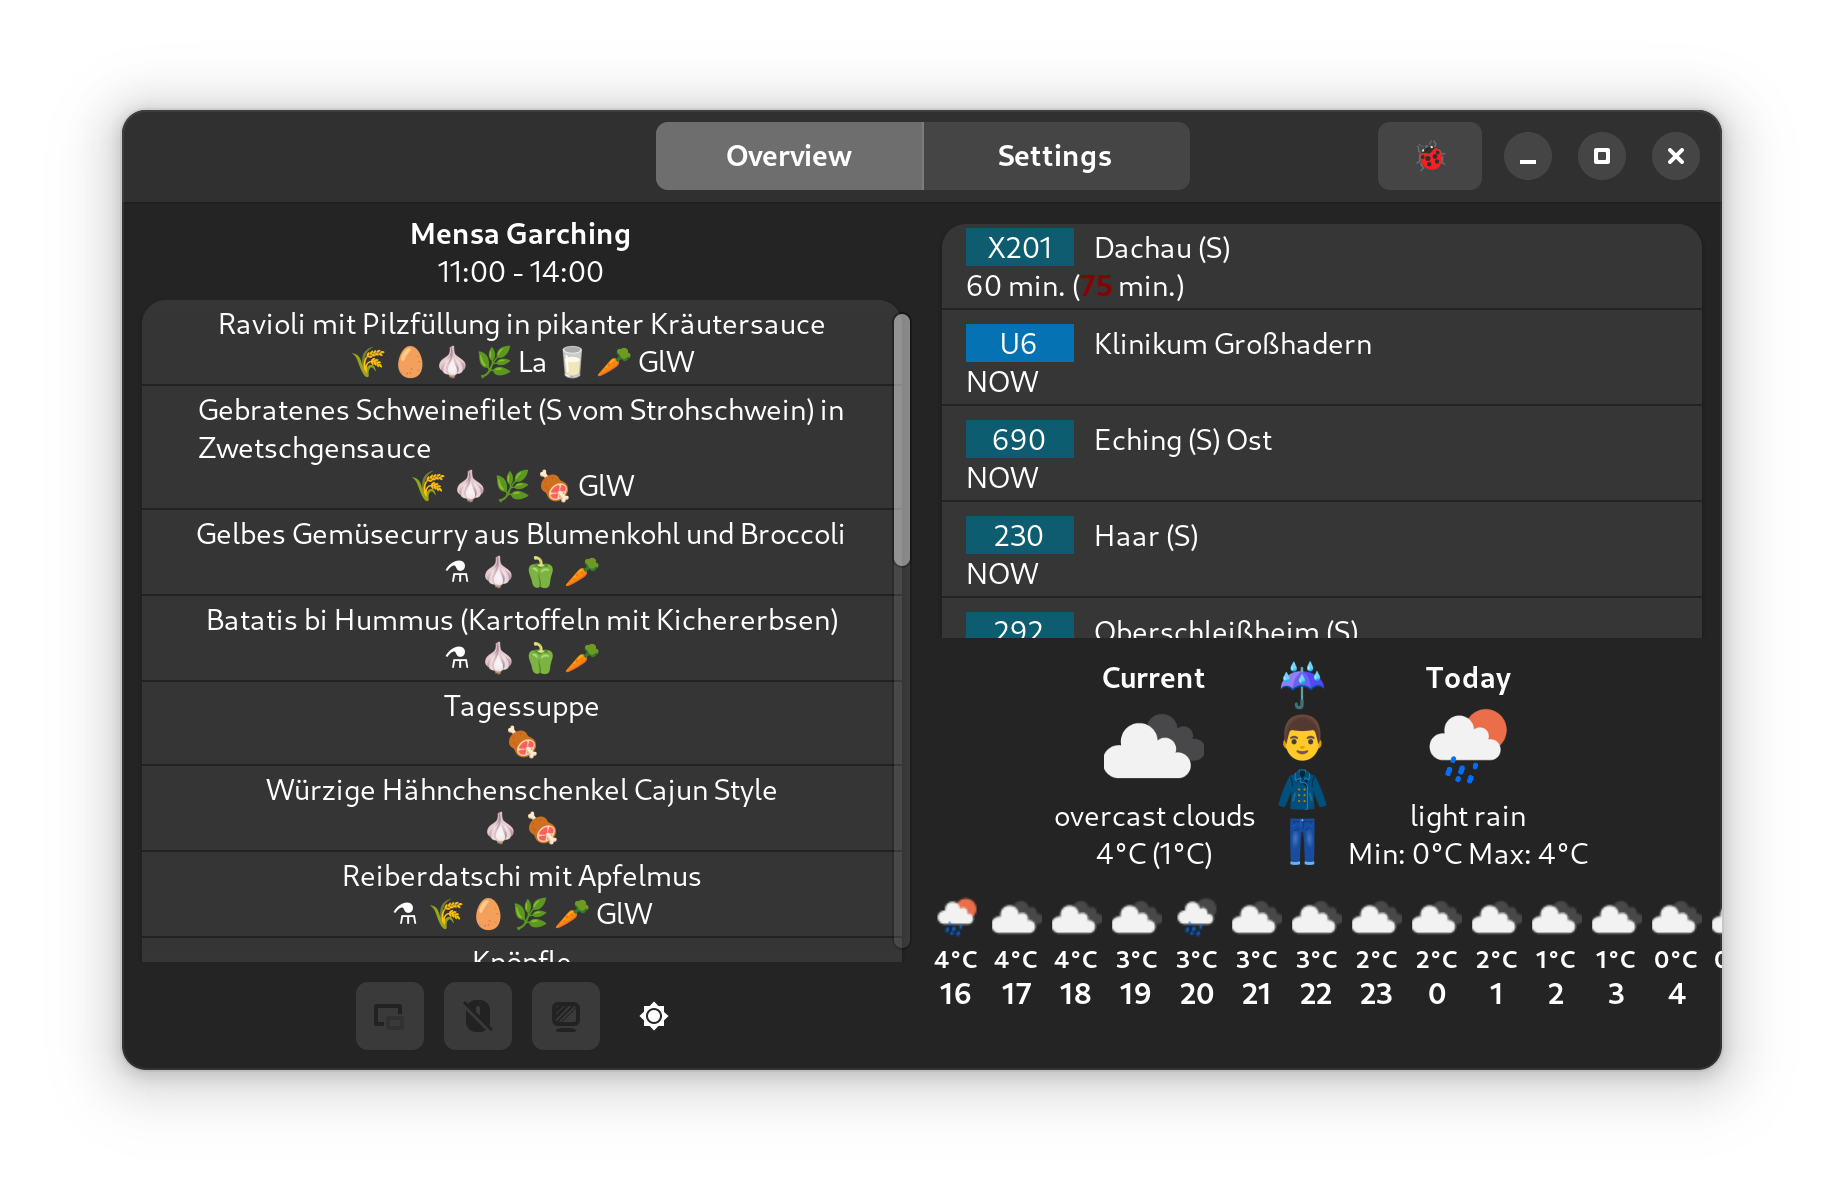 Overview Settings
Mensa Garching
11:00 - 14:00
Ravioli mit Pilzfüllung in pikanter Kräutersauce
La GlW
Gebratenes Schweinefilet (S vom Strohschwein) in
Zwetschgensauce
GlW
Gelbes Gemüsecurry aus Blumenkohl und Broccoli
Batatis bi Hummus (Kartoffeln mit Kichererbsen)
Tagessuppe
Würzige Hähnchenschenkel Cajun Style
Reiberdatschi mit Apfelmus
GlW
Knöpfle
X201 Dachau (S)
60 min. (75 min.)
U6 Klinikum Großhadern
NOW
690 Eching (S) Ost
NOW
230 Haar (S)
NOW
292 Oberschleißheim (S)
Current
overcast clouds
4°C (1°C)
Today
light rain
Min: 0°C Max: 4°C
4°C 4°C 4°C 3°C 3°C 3°C 3°C 2°C 2°C 2°C 1°C 1°C 0°C
16 17 18 19 20 21 22 23 0 1 2 3 4